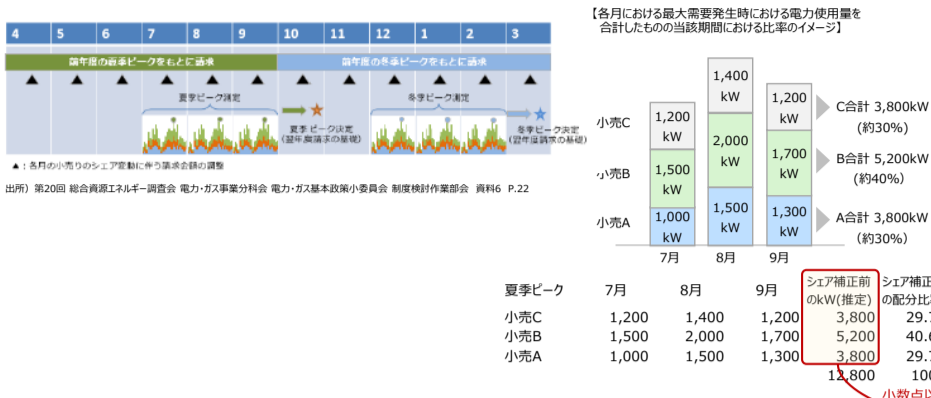 4 5 6 7 8 9 10 11 12 1 2 3
前年度の夏季ピークをもとに請求
前年度の冬季ピークをもとに請求
▲ ▲ ▲ ▲ ▲ ▲ ▲ ▲ ▲ ▲ ▲ ▲
夏季ピーク測定
冬季ピーク測定
夏季ピーク決定
(翌年度請求の基礎)
冬季ピーク決定
(翌年度請求の基礎)
▲：各月の小売りのシェア変動に伴う請求金額の調整
出所）第20回 総合資源エネルギー調査会 電力・ガス事業分科会 電力・ガス基本政策小委員会 制度検討作業部会 資料6 P.22
【各月における最大需要発生時における電力使用量を
合計したものの当該期間における比率のイメージ】
小売C
1,200
kW
1,400
kW
1,200
kW
C合計 3,800kW
(約30%)
小売B
1,500
kW
2,000
kW
1,700
kW
B合計 5,200kW
(約40%)
小売A
1,000
kW
1,500
kW
1,300
kW
A合計 3,800kW
(約30%)
7月 8月 9月
夏季ピーク 7月 8月 9月 シェア補正前のkW(推定)
小売C 1,200 1,400 1,200 3,800 29.
小売B 1,500 2,000 1,700 5,200 40.
小売A 1,000 1,500 1,300 3,800 29.
12,800 100
小数点以